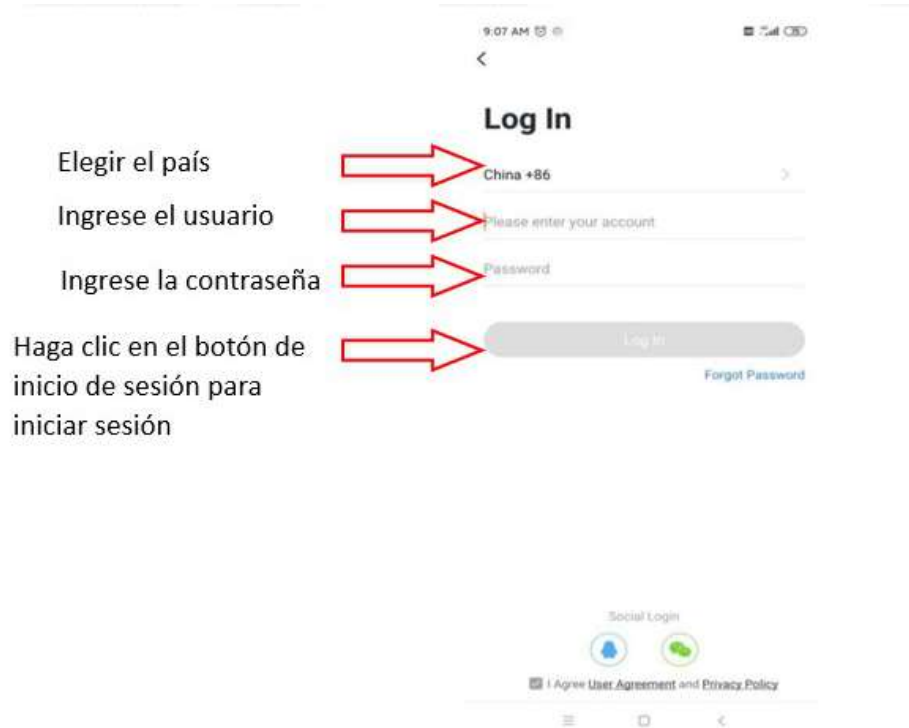 9:07 AM
Log In
Elegir el país
China +86
Ingrese el usuario
Please enter your account
Ingrese la contraseña
Password
Haga clic en el botón de
inicio de sesión para
iniciar sesión
Log In
Forgot Password
Social Login
I Agree User Agreement and Privacy Policy